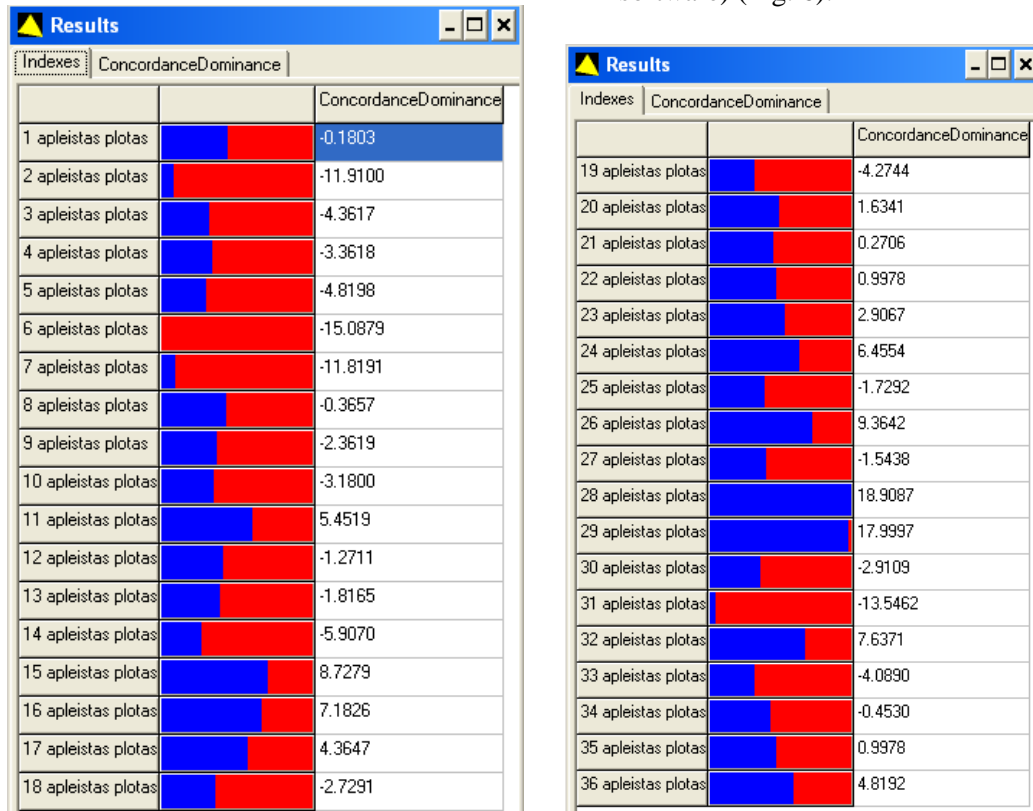 software) (Fig. 3).
Results
Indexes ConcordanceDominance
ConcordanceDominance
1 apleistas plotas -0.1803
2 apleistas plotas -11.9100
3 apleistas plotas -4.3617
4 apleistas plotas -3.3618
5 apleistas plotas -4.8198
6 apleistas plotas -15.0879
7 apleistas plotas -11.8191
8 apleistas plotas -0.3657
9 apleistas plotas -2.3619
10 apleistas plotas -3.1800
11 apleistas plotas 5.4519
12 apleistas plotas -1.2711
13 apleistas plotas -1.8165
14 apleistas plotas -5.9070
15 apleistas plotas 8.7279
16 apleistas plotas 7.1826
17 apleistas plotas 4.3647
18 apleistas plotas -2.7291
Results
Indexes ConcordanceDominance
ConcordanceDominance
19 apleistas plotas -4.2744
20 apleistas plotas 1.6341
21 apleistas plotas 0.2706
22 apleistas plotas 0.9978
23 apleistas plotas 2.9067
24 apleistas plotas 6.4554
25 apleistas plotas -1.7292
26 apleistas plotas 9.3642
27 apleistas plotas -1.5438
28 apleistas plotas 18.9087
29 apleistas plotas 17.9997
30 apleistas plotas -2.9109
31 apleistas plotas -13.5462
32 apleistas plotas 7.6371
33 apleistas plotas -4.0890
34 apleistas plotas -0.4530
35 apleistas plotas 0.9978
36 apleistas plotas 4.8192